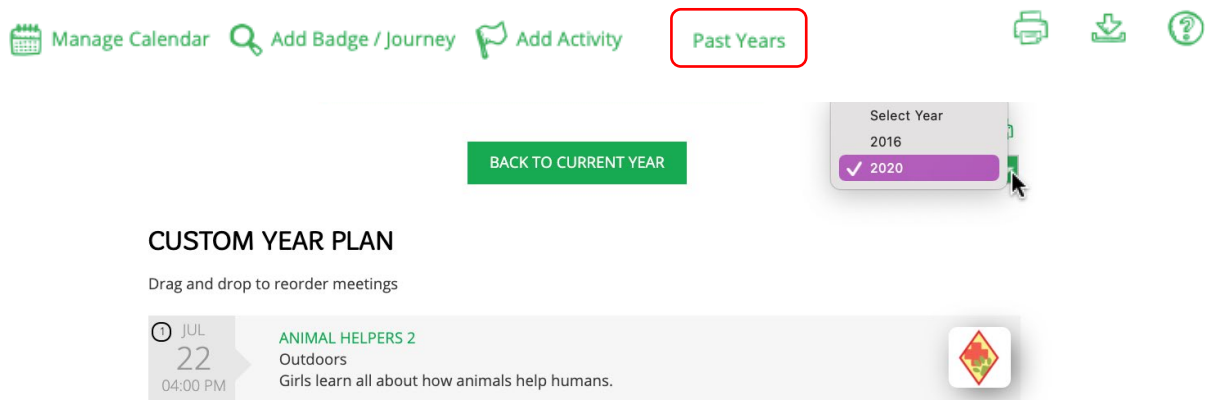 Manage Calendar Add Badge / Journey Add Activity Past Years ?
Select Year
2016
BACK TO CURRENT YEAR
2020
CUSTOM YEAR PLAN
Drag and drop to reorder meetings
1 JUL
22
04:00 PM
ANIMAL HELPERS 2
Outdoors
Girls learn all about how animals help humans.